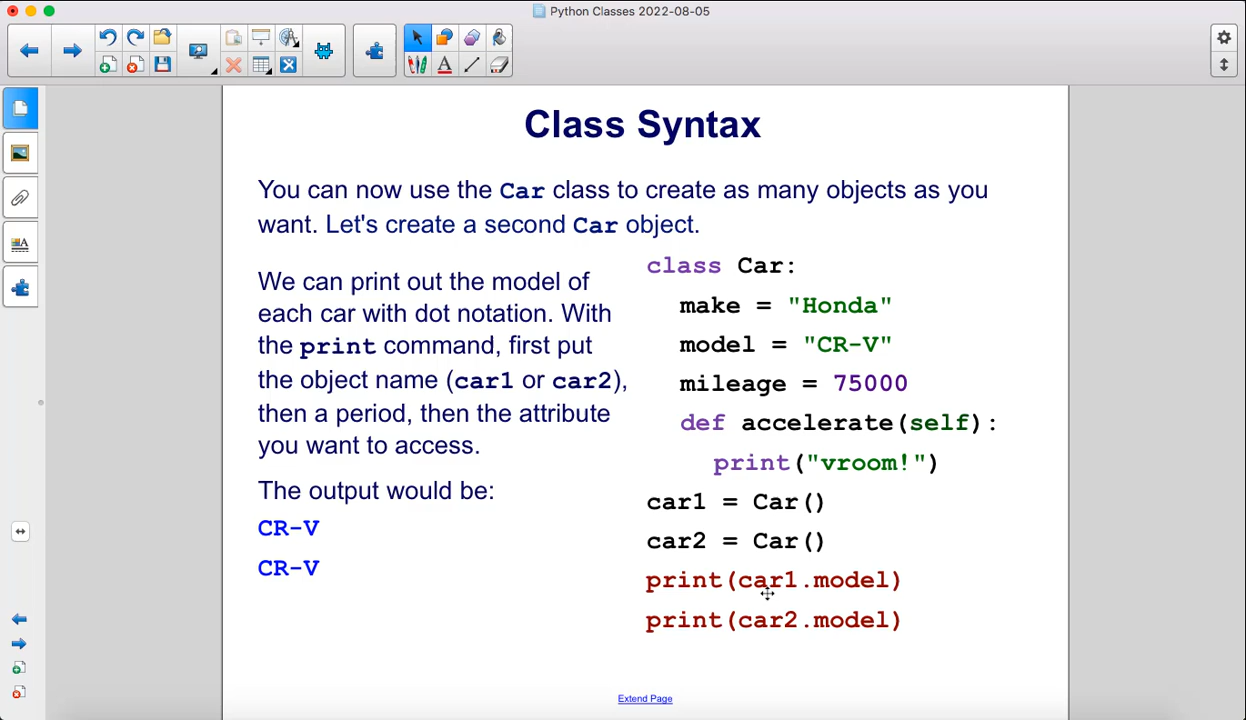 Python Classes 2022-08-05
Class Syntax
You can now use the Car class to create as many objects as you
want. Let's create a second Car object.
We can print out the model of
each car with dot notation. With
the print command, first put
the object name (car1 or car2),
then a period, then the attribute
you want to access.
The output would be:
CR-V
CR-V
class Car:
make = "Honda"
model = "CR-V"
mileage = 75000
def accelerate(self):
print("vroom!")
car1 = Car()
car2 = Car()
print(car1.model)
print(car2.model)
Extend Page